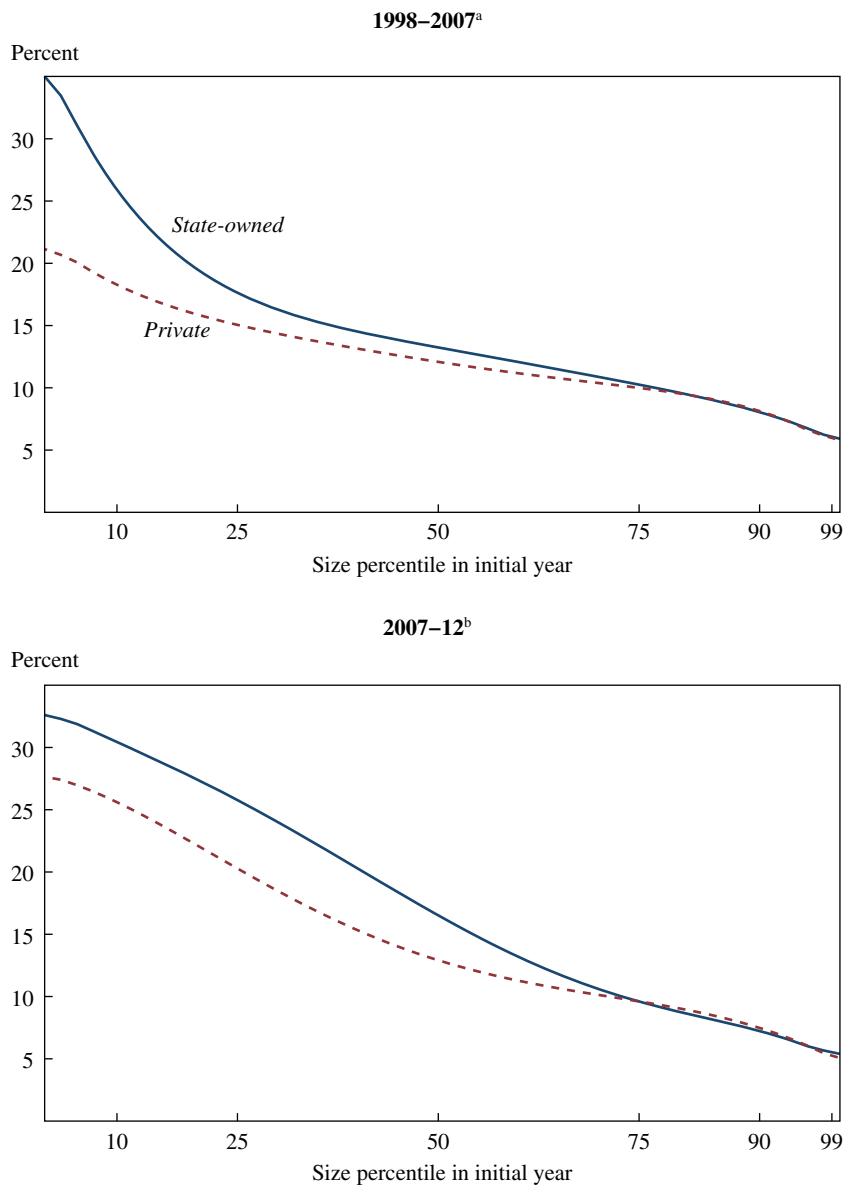 1998–2007ᵃ
Percent
30
25
20
15
10
5
State-owned
Private
10 25 50 75 90 99
Size percentile in initial year
2007–12ᵇ
Percent
30
25
20
15
10
5
10 25 50 75 90 99
Size percentile in initial year